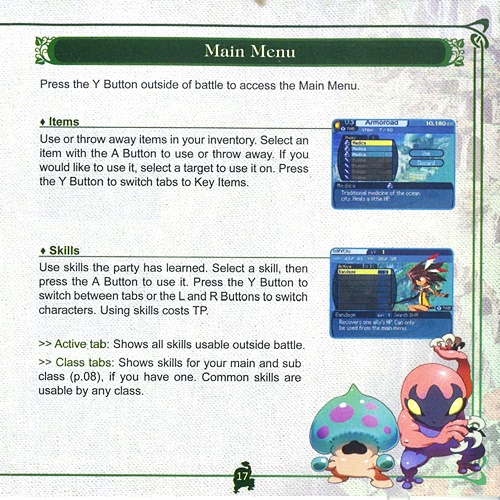 Main Menu
Press the Y Button outside of battle to access the Main Menu.
♦ Items
Use or throw away items in your inventory. Select an
item with the A Button to use or throw away. If you
would like to use it, select a target to use it on. Press
the Y Button to switch tabs to Key Items.
Armoroad
10,180
Item 7/60
Medica
Medica
Use
Discard
Medica
Traditional medicine of the ocean
city. Heals a little HP.
♦ Skills
Use skills the party has learned. Select a skill, then
press the A Button to use it. Press the Y Button to
switch between tabs or the L and R Buttons to switch
characters. Using skills costs TP.
Active
Bandage
Bandage
Recovers one ally's HP. Can only
be used from the main menu.
>> Active tab: Shows all skills usable outside battle.
>> Class tabs: Shows skills for your main and sub
class (p.08), if you have one. Common skills are
usable by any class.
17